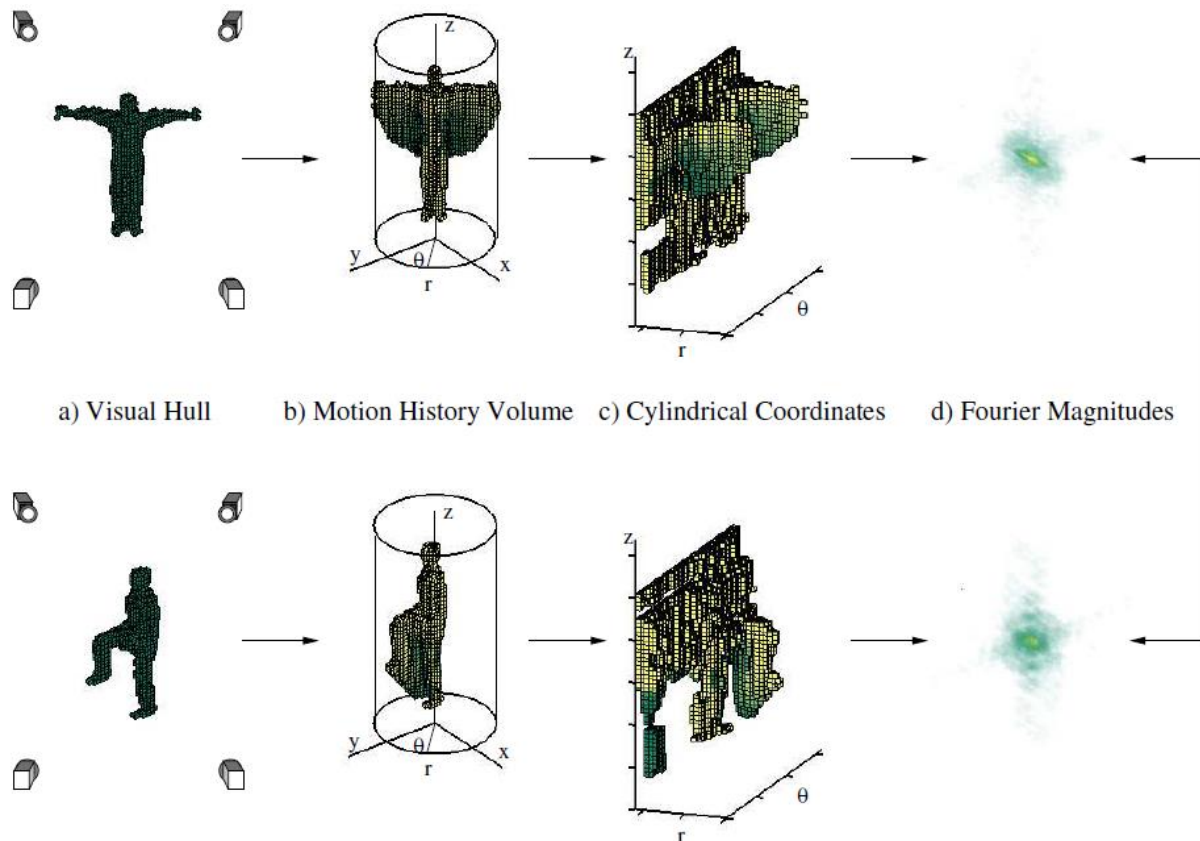 z
y
θ
x
r
z
θ
r
a) Visual Hull
b) Motion History Volume
c) Cylindrical Coordinates
d) Fourier Magnitudes
z
y
θ
x
r
z
θ
r